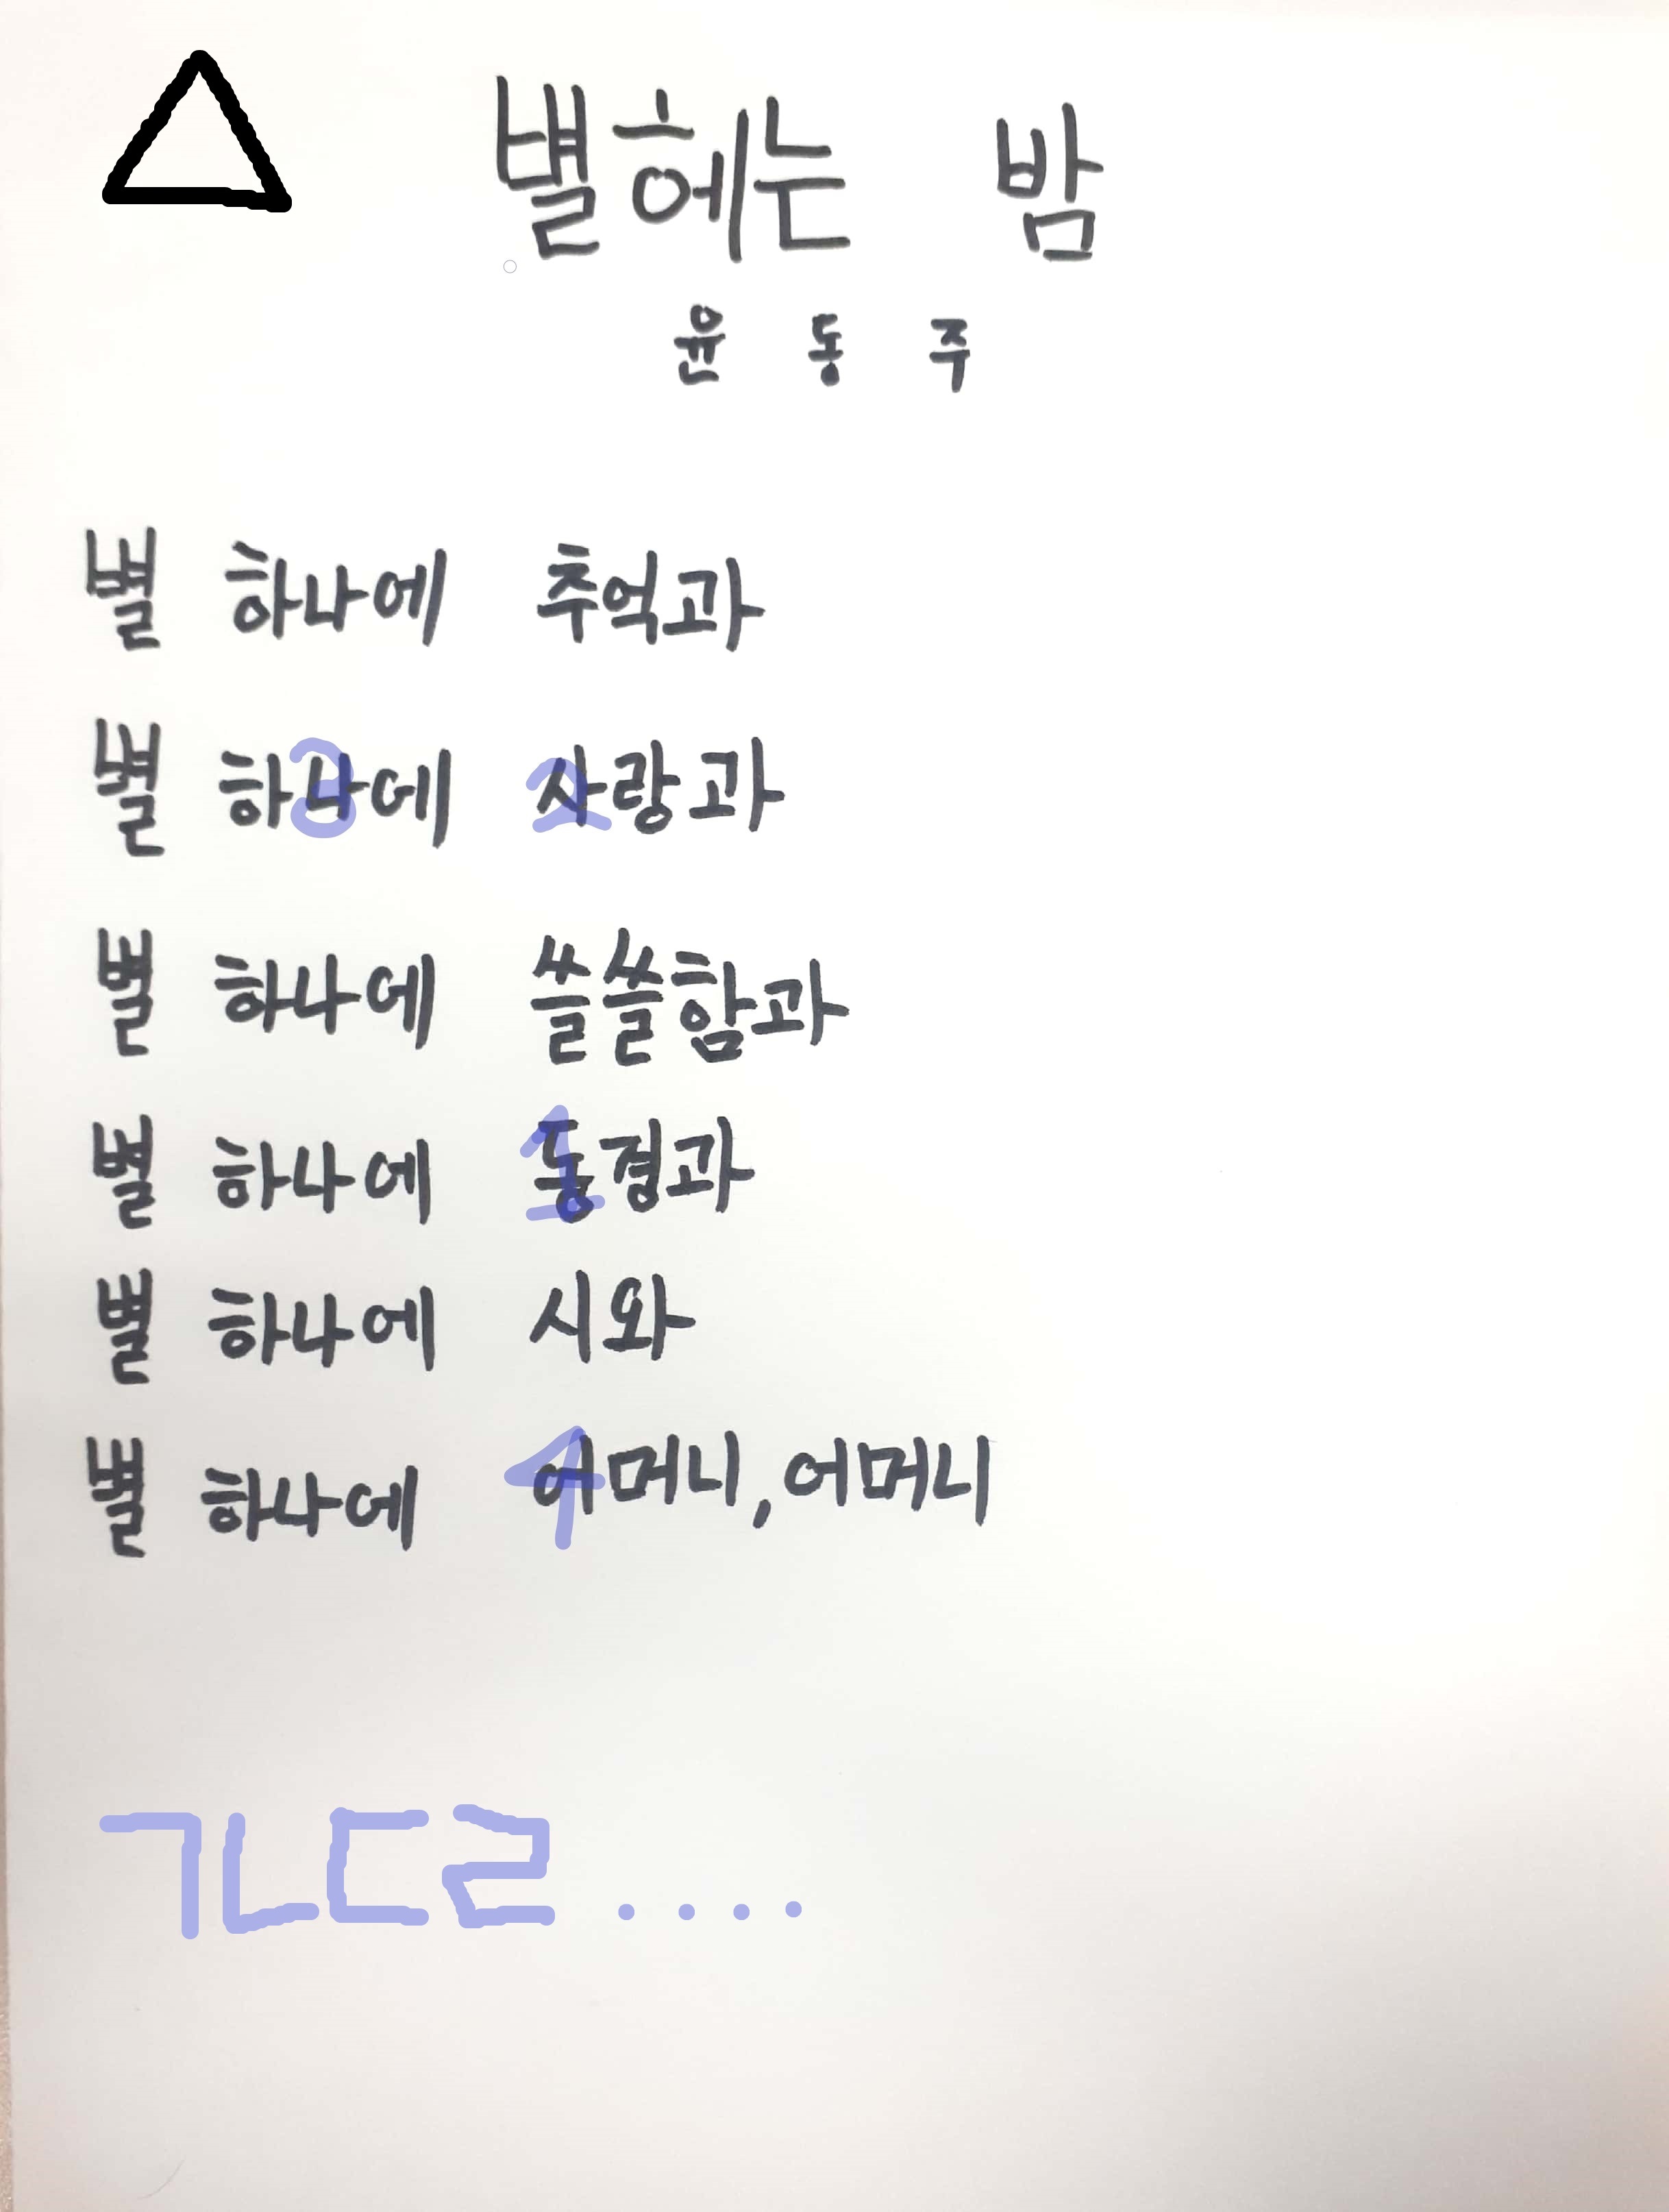 별 헤는 밤
윤 동 주
별 하나에 추억과
별 하나에 사랑과
3 2
별 하나에 쓸쓸함과
별 하나에 동경과
1
별 하나에 시와
별 하나에 어머니, 어머니
4
ㄱㄴㄷㄹ....